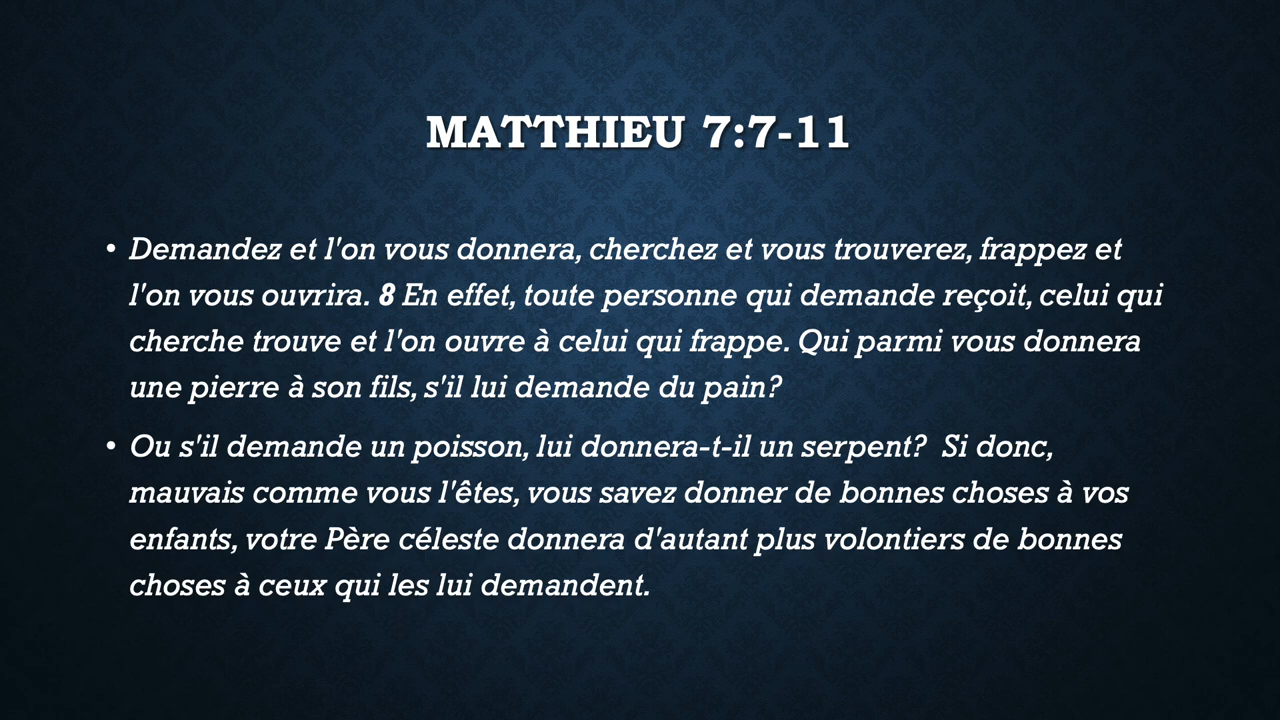 MATTHIEU 7:7-11
• Demandez et l'on vous donnera, cherchez et vous trouverez, frappez et
l'on vous ouvrira. 8 En effet, toute personne qui demande reçoit, celui qui
cherche trouve et l'on ouvre à celui qui frappe. Qui parmi vous donnera
une pierre à son fils, s'il lui demande du pain?
• Ou s'il demande un poisson, lui donnera-t-il un serpent?  Si donc,
mauvais comme vous l'êtes, vous savez donner de bonnes choses à vos
enfants, votre Père céleste donnera d'autant plus volontiers de bonnes
choses à ceux qui les lui demandent.